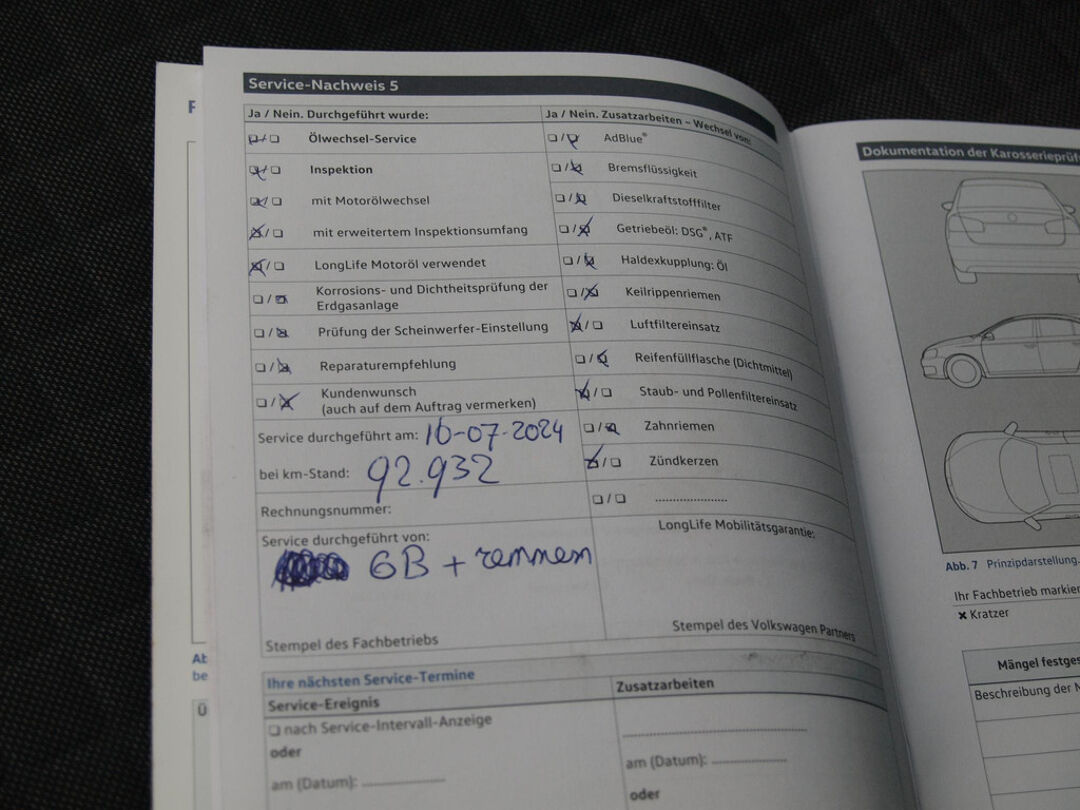 F
Service-Nachweis 5
Ja / Nein. Durchgeführt wurde:
Ölwechsel-Service
Inspektion
mit Motorölwechsel
mit erweitertem Inspektionsumfang
LongLife Motoröl verwendet
Korrosions- und Dichtheitsprüfung der
Erdgasanlage
Prüfung der Scheinwerfer-Einstellung
Reparaturempfehlung
Kundenwunsch
(auch auf dem Auftrag vermerken)
Service durchgeführt am: 16-07-2024
bei km-Stand: 92.932
Rechnungsnummer:
Service durchgeführt von:
GB + remmen
Stempel des Fachbetriebs
Ja / Nein. Zusatzarbeiten – Wechsel von:
AdBlue®
Bremsflüssigkeit
Dieselkraftstofffilter
Getriebeöl: DSG®, ATF
Haldexkupplung: Öl
Keilrippenriemen
Luftfiltereinsatz
Reifenfüllflasche (Dichtmittel)
Staub- und Pollenfiltereinsatz
Zahnriemen
Zündkerzen
LongLife Mobilitätsgarantie:
Stempel des Volkswagen Partners
Ihre nächsten Service-Termine
Service-Ereignis
nach Service-Intervall-Anzeige
oder
am (Datum):
Zusatzarbeiten
am (Datum):
oder
Ab
be
Ü
Dokumentation der Karosserieprüf
Abb. 7 Prinzipdarstellung.
Ihr Fachbetrieb markier
✖ Kratzer
Mängel festges
Beschreibung der M